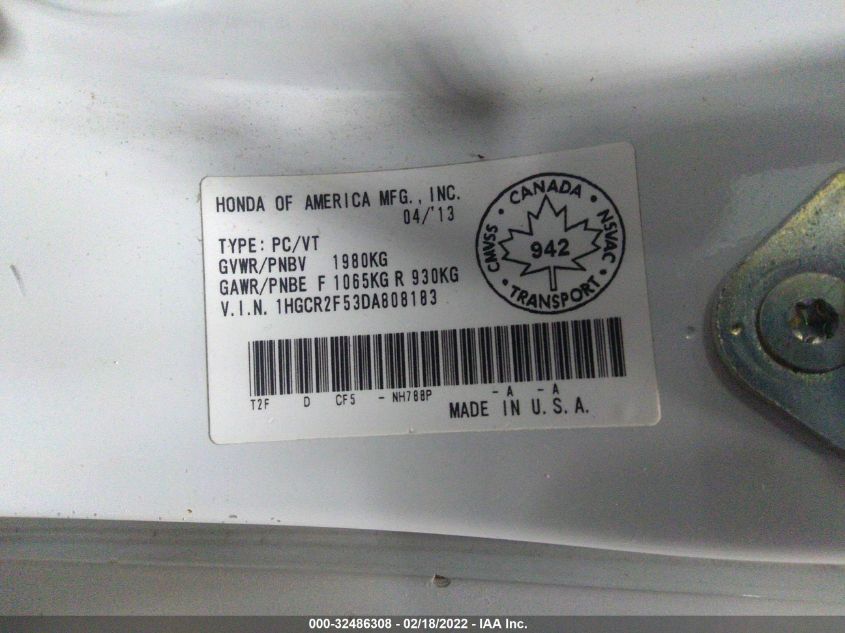 HONDA OF AMERICA MFG., INC.
04/'13
TYPE: PC/VT
GVWR/PNBV 1980KG
GAWR/PNBE F 1065KG R 930KG
V.I.N. 1HGCR2F53DA808183
CANADA
CMVSS
NSVAC
942
TRANSPORT
T2F D CF5 - NH788P - A - A
MADE IN U.S.A.
000-32486308 - 02/18/2022 - IAA Inc.